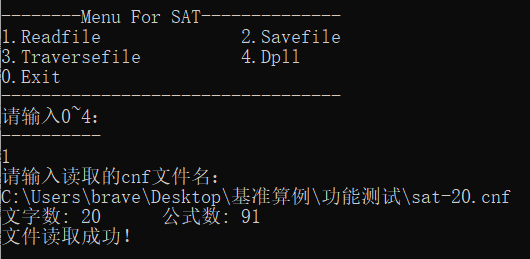 --------Menu For SAT--------------
1.Readfile 2.Savefile
3.Traversefile 4.Dpll
0.Exit
----------------------------------
请输入0~4:
----------
1
请输入读取的cnf文件名:
C:\Users\brave\Desktop\基准算例\功能测试\sat-20.cnf
文字数: 20 公式数: 91
文件读取成功!